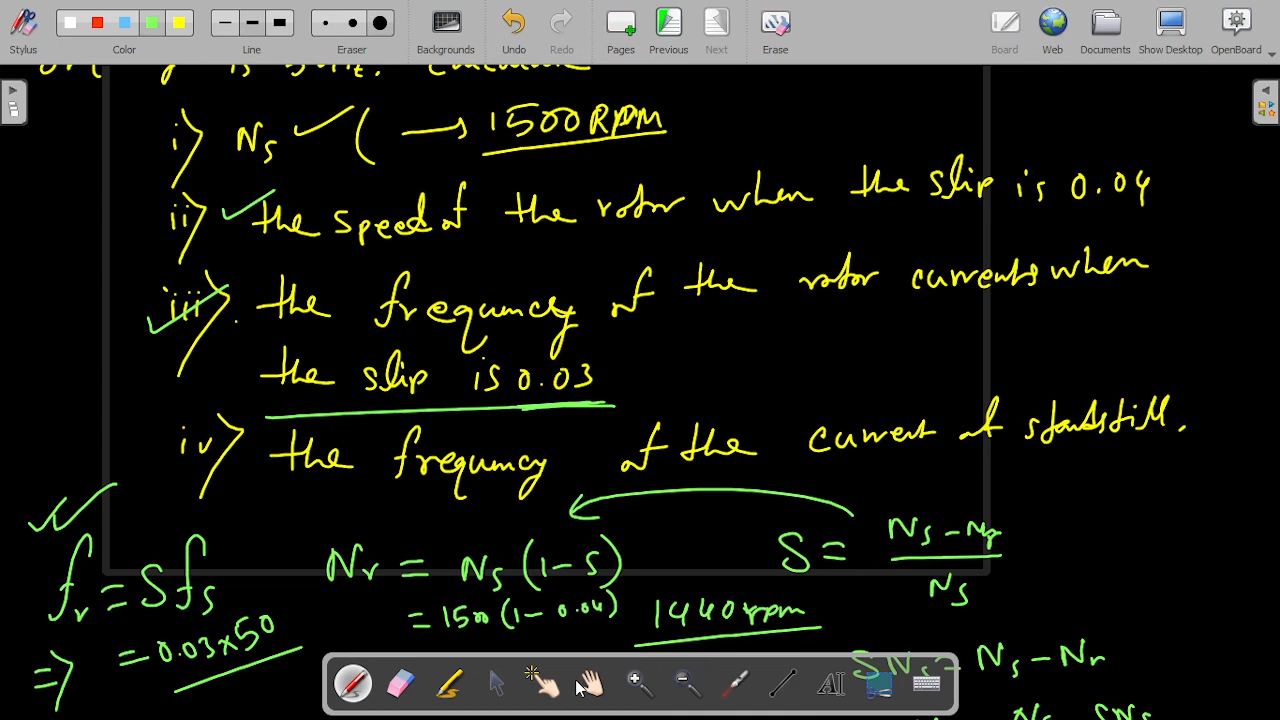 Stylus Color Line Eraser Backgrounds Undo Redo Pages Previous Next Erase Board Web Documents Show Desktop OpenBoard
i) Ns ( → 1500 RPM
ii) the speed of the rotor when the slip is 0.04
iii) the frequency of the rotor currents when
the slip is 0.03
iv) the frequency of the current at standstill.
fr = Sfs
= 0.03×50
⇒
Nr = Ns (1-S)
= 1500 (1-0.04) 1440 rpm
S = Ns - Nr / Ns
SNs = Ns - Nr